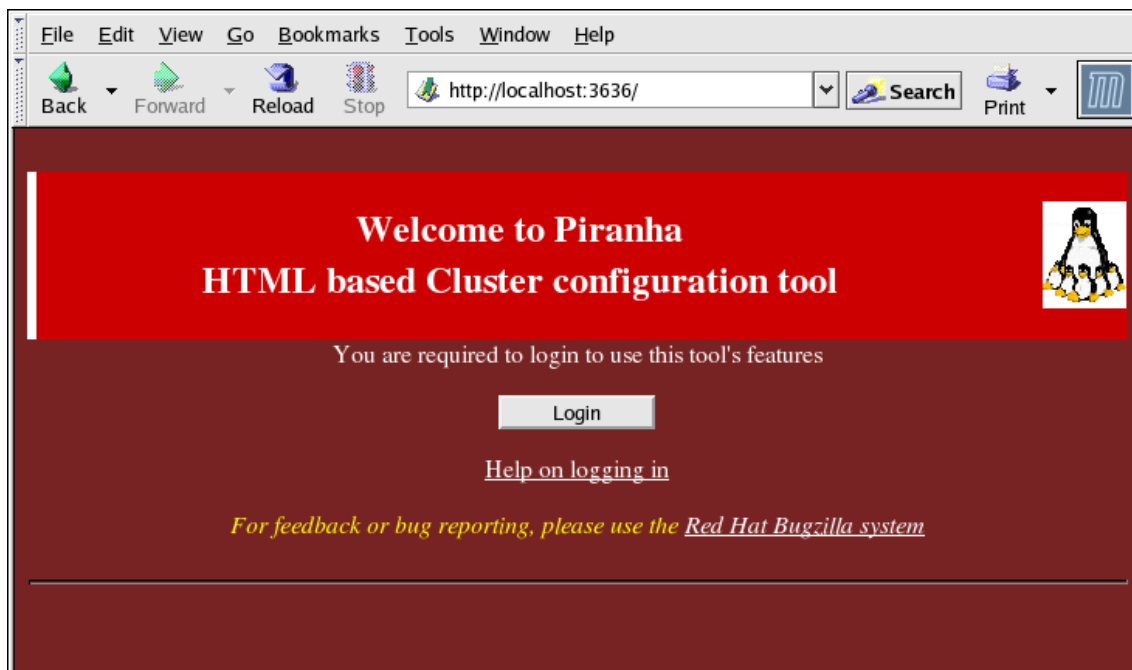 File Edit View Go Bookmarks Tools Window Help
Back Forward Reload Stop http://localhost:3636/ Search Print
Welcome to Piranha
HTML based Cluster configuration tool
You are required to login to use this tool's features
Login
Help on logging in
For feedback or bug reporting, please use the Red Hat Bugzilla system